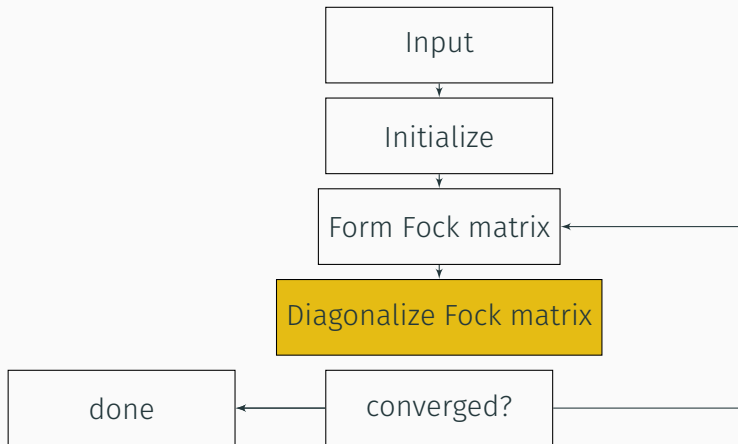 Input
Initialize
Form Fock matrix
Diagonalize Fock matrix
done
converged?